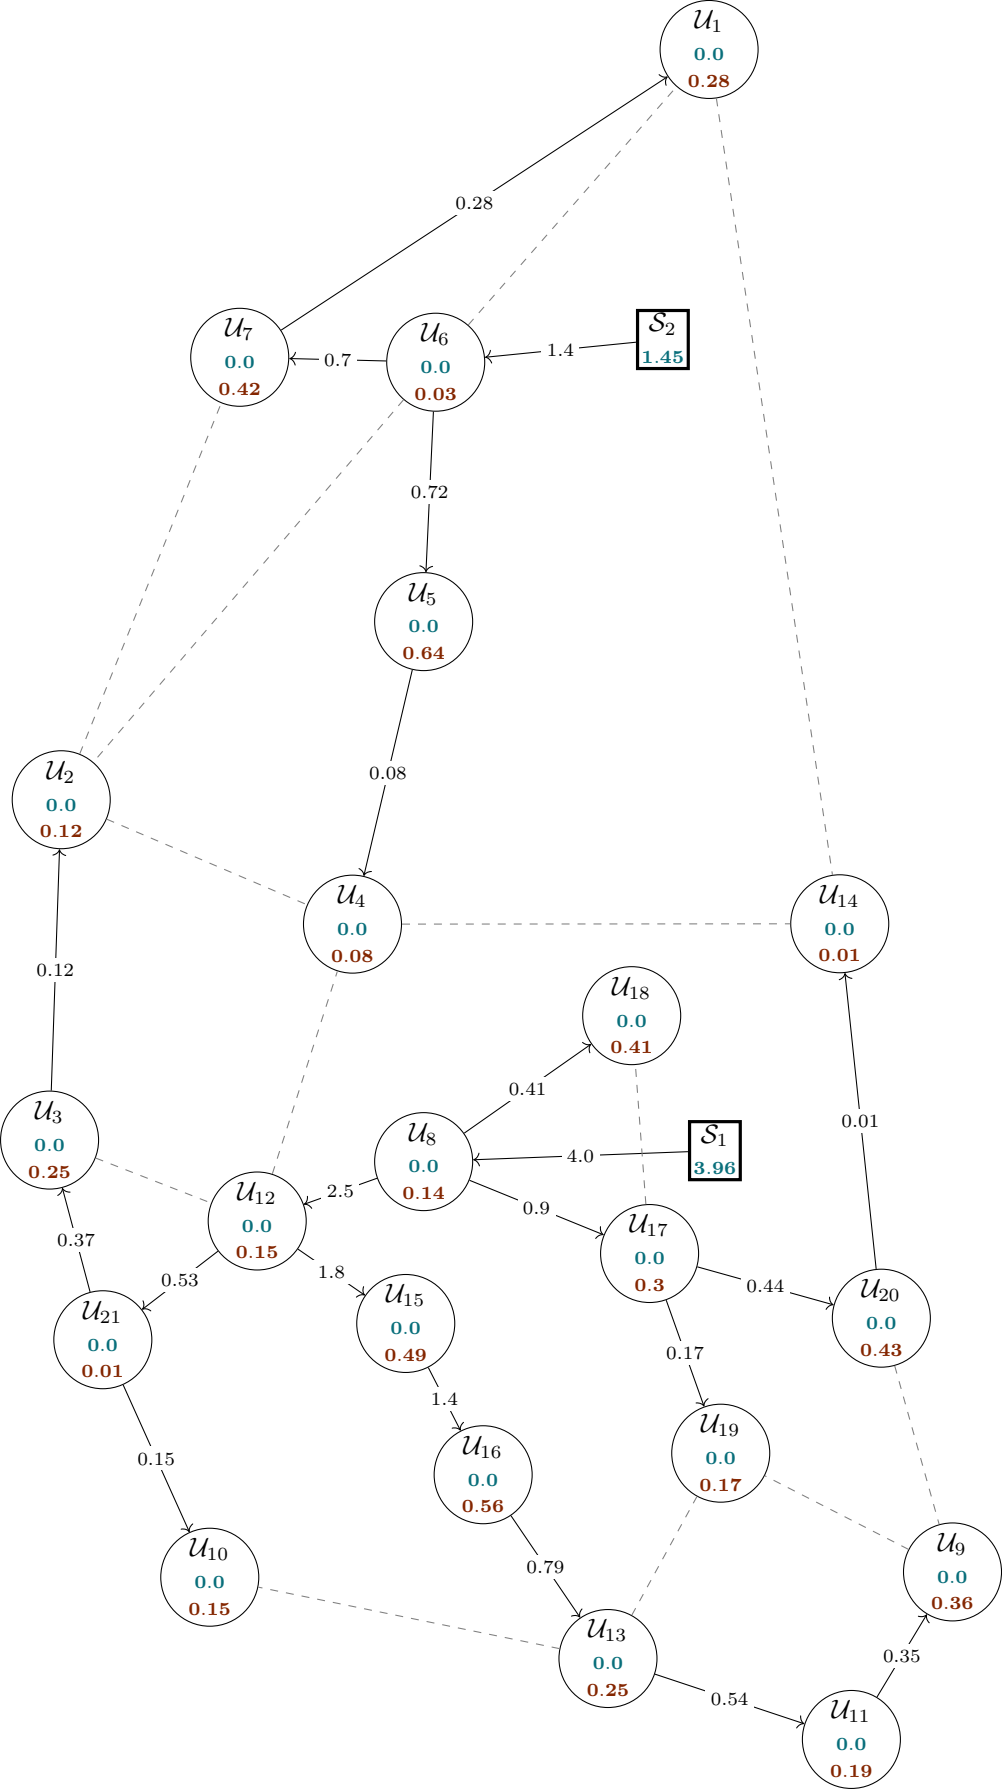 𝒰₁
0.0
0.28
0.28
𝒰₇
0.0
0.42
0.7
𝒰₆
0.0
0.03
1.4
𝒮₂
1.45
0.72
𝒰₅
0.0
0.64
0.08
𝒰₂
0.0
0.12
𝒰₄
0.0
0.08
𝒰₁₄
0.0
0.01
0.12
𝒰₁₈
0.0
0.41
0.41
0.01
𝒰₃
0.0
0.25
𝒰₈
0.0
0.14
4.0
𝒮₁
3.96
𝒰₁₂
0.0
0.15
2.5
0.9
𝒰₁₇
0.0
0.3
0.37
0.53
1.8
0.44
𝒰₂₁
0.0
0.01
𝒰₁₅
0.0
0.49
𝒰₂₀
0.0
0.43
0.17
1.4
𝒰₁₉
0.0
0.17
0.15
𝒰₁₆
0.0
0.56
𝒰₁₀
0.0
0.15
0.79
𝒰₉
0.0
0.36
𝒰₁₃
0.0
0.25
0.35
0.54
𝒰₁₁
0.0
0.19